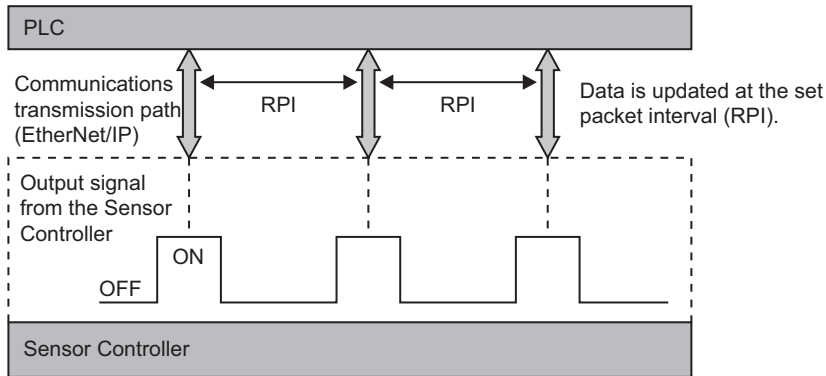 PLC
Communications
transmission path
(EtherNet/IP)
RPI
RPI
Data is updated at the set
packet interval (RPI).
Output signal
from the Sensor
Controller
ON
OFF
Sensor Controller